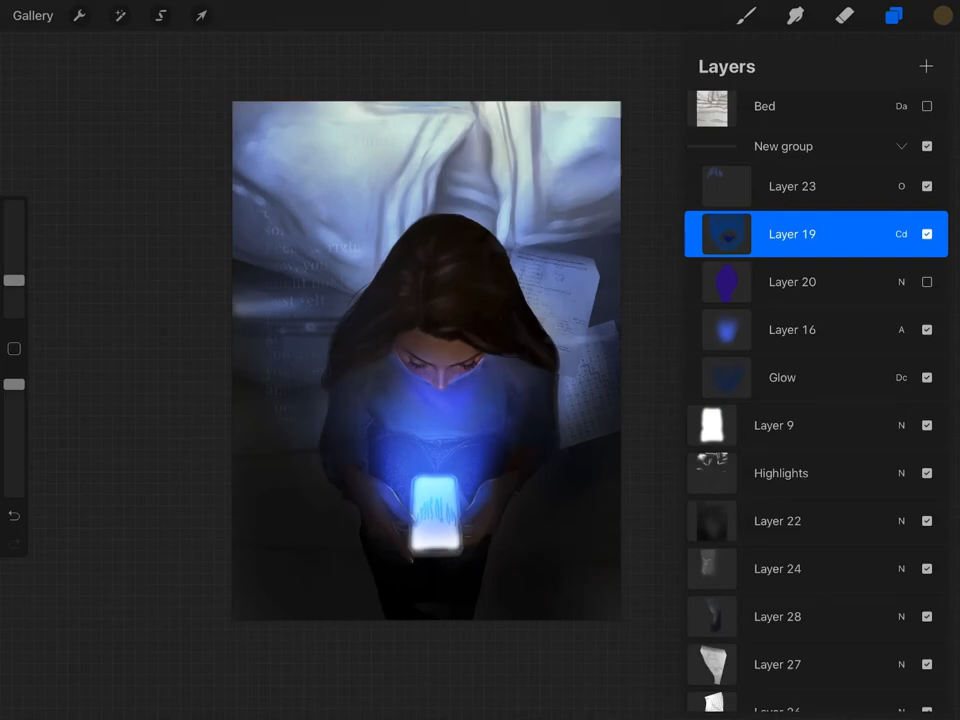 Gallery
Layers
Bed Da
New group
Layer 23 O
Layer 19 Cd
Layer 20 N
Layer 16 A
Glow Dc
Layer 9 N
Highlights N
Layer 22 N
Layer 24 N
Layer 28 N
Layer 27 N